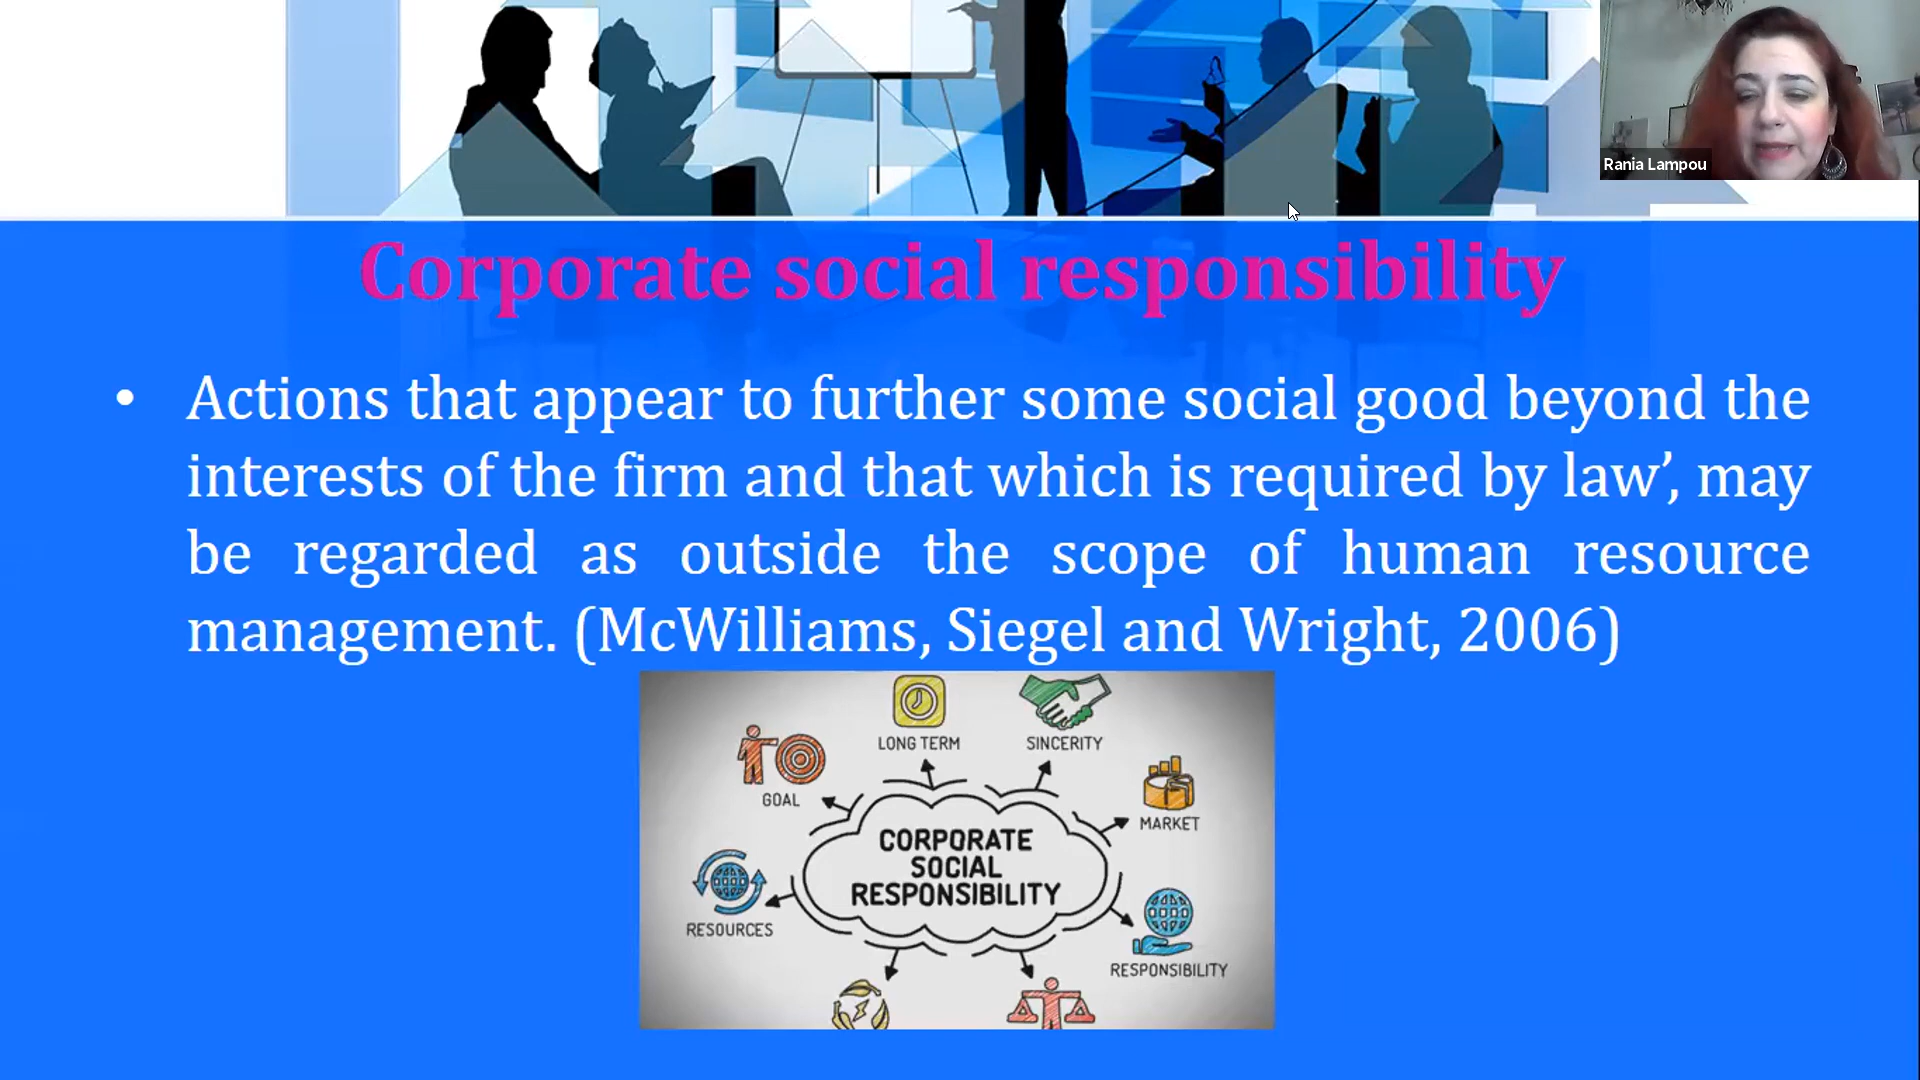 Rania Lampou
Corporate social responsibility
• Actions that appear to further some social good beyond the
interests of the firm and that which is required by law’, may
be regarded as outside the scope of human resource
management. (McWilliams, Siegel and Wright, 2006)
LONG TERM
SINCERITY
GOAL
MARKET
CORPORATE
SOCIAL
RESPONSIBILITY
RESOURCES
RESPONSIBILITY